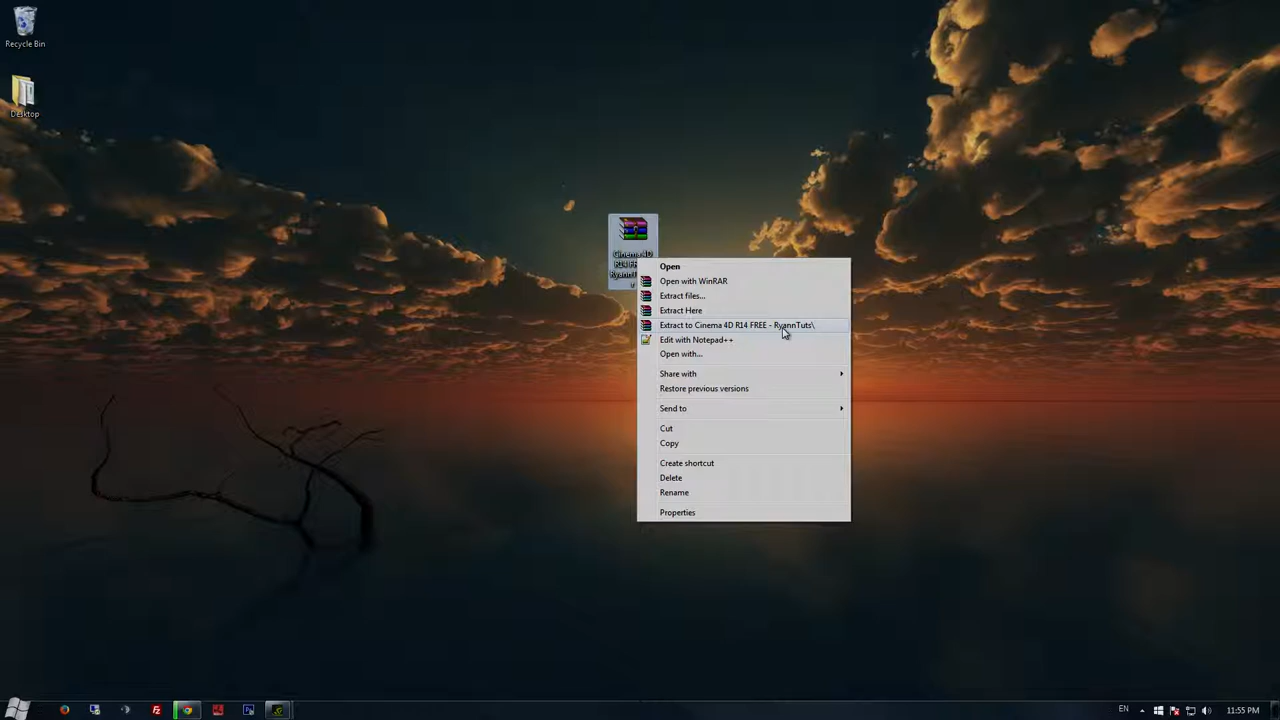 Recycle Bin
Desktop
Cinema 4D
Open
Open with WinRAR
Extract files...
Extract Here
Extract to Cinema 4D R14 FREE - RyannTuts\
Edit with Notepad++
Open with...
Share with
Restore previous versions
Send to
Cut
Copy
Create shortcut
Delete
Rename
Properties
EN
11:55 PM